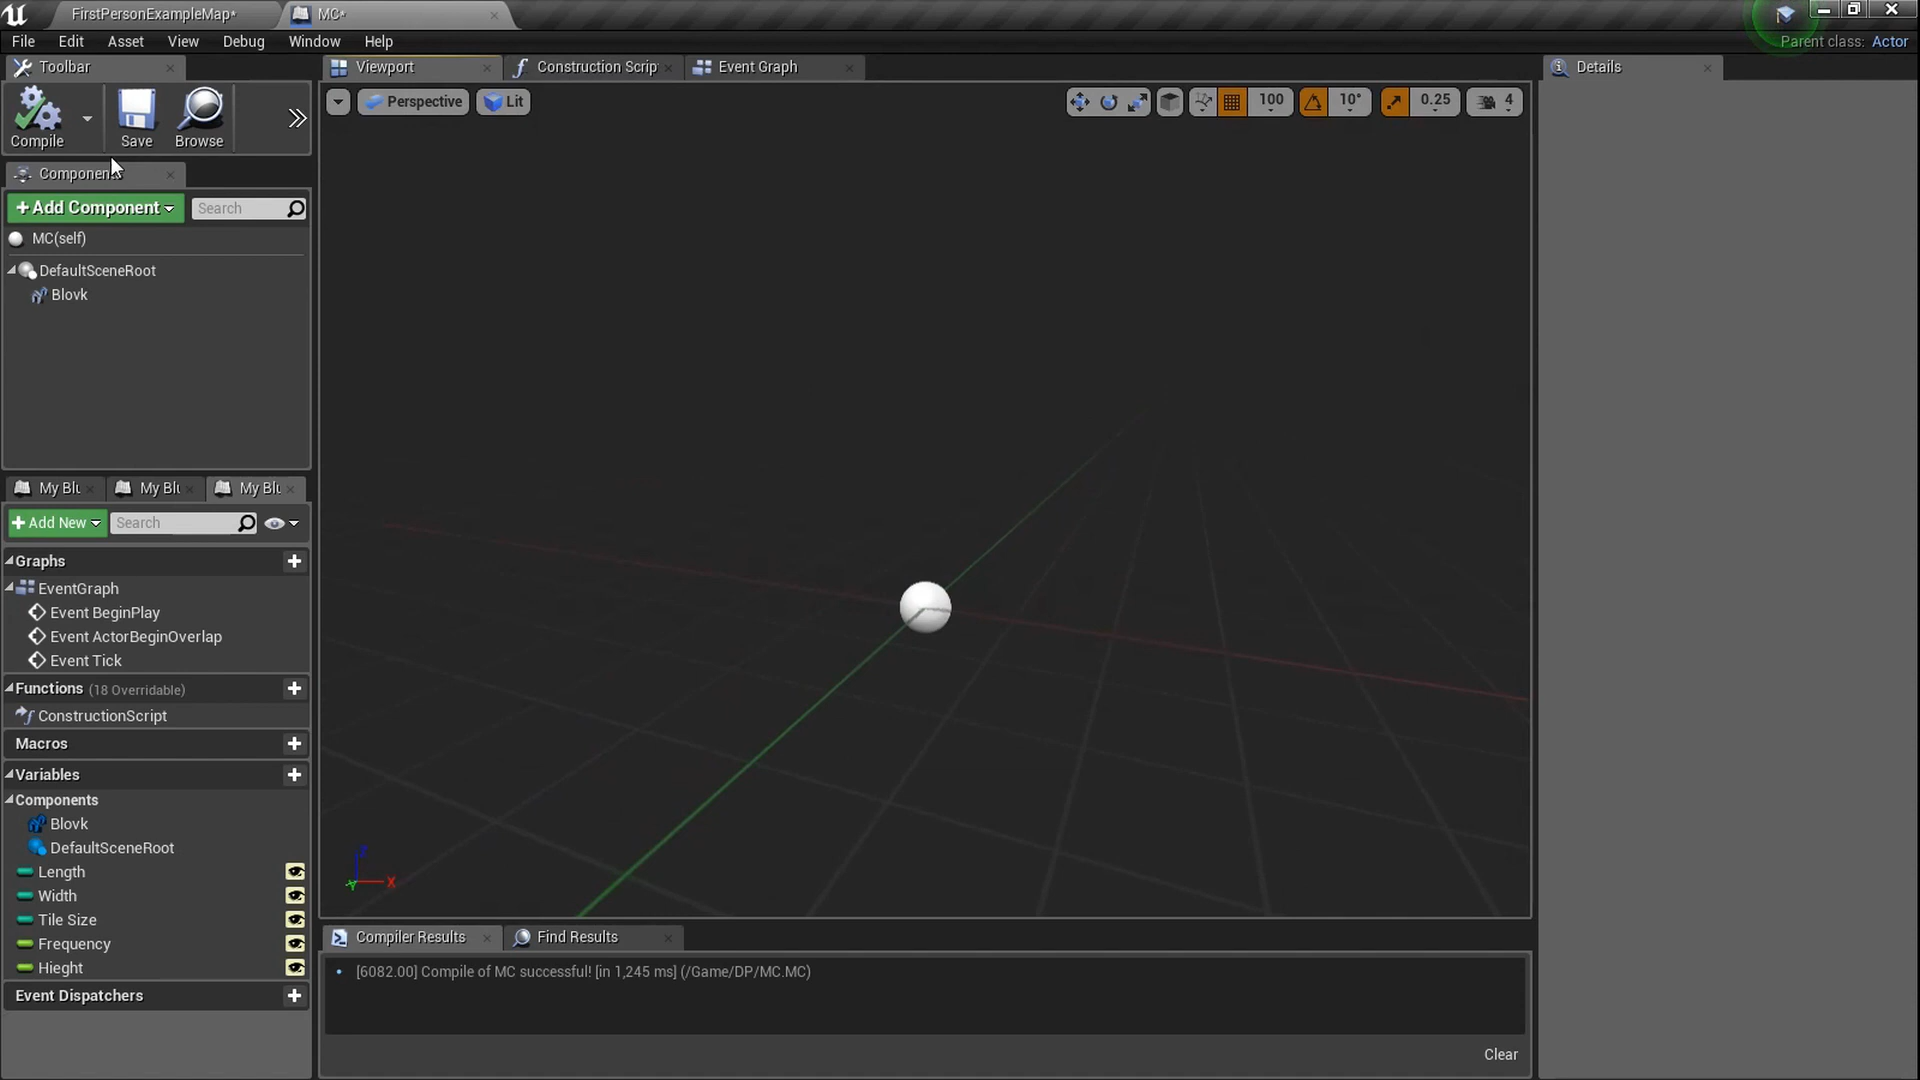 FirstPersonExampleMap*
MC*
File Edit Asset View Debug Window Help
Parent class: Actor
Toolbar
Viewport
Construction Scrip
Event Graph
Details
Compile
Save
Browse
Perspective
Lit
100
10°
0.25
4
Components
+ Add Component
Search
MC(self)
DefaultSceneRoot
Blovk
My Blu
My Blu
My Blu
+ Add New
Search
Graphs
EventGraph
Event BeginPlay
Event ActorBeginOverlap
Event Tick
Functions (18 Overridable)
ConstructionScript
Macros
Variables
Components
Blovk
DefaultSceneRoot
Length
Width
Tile Size
Frequency
Hieght
Event Dispatchers
Z
X
Y
Compiler Results
Find Results
[6082.00] Compile of MC successful! [in 1,245 ms] (/Game/DP/MC.MC)
Clear